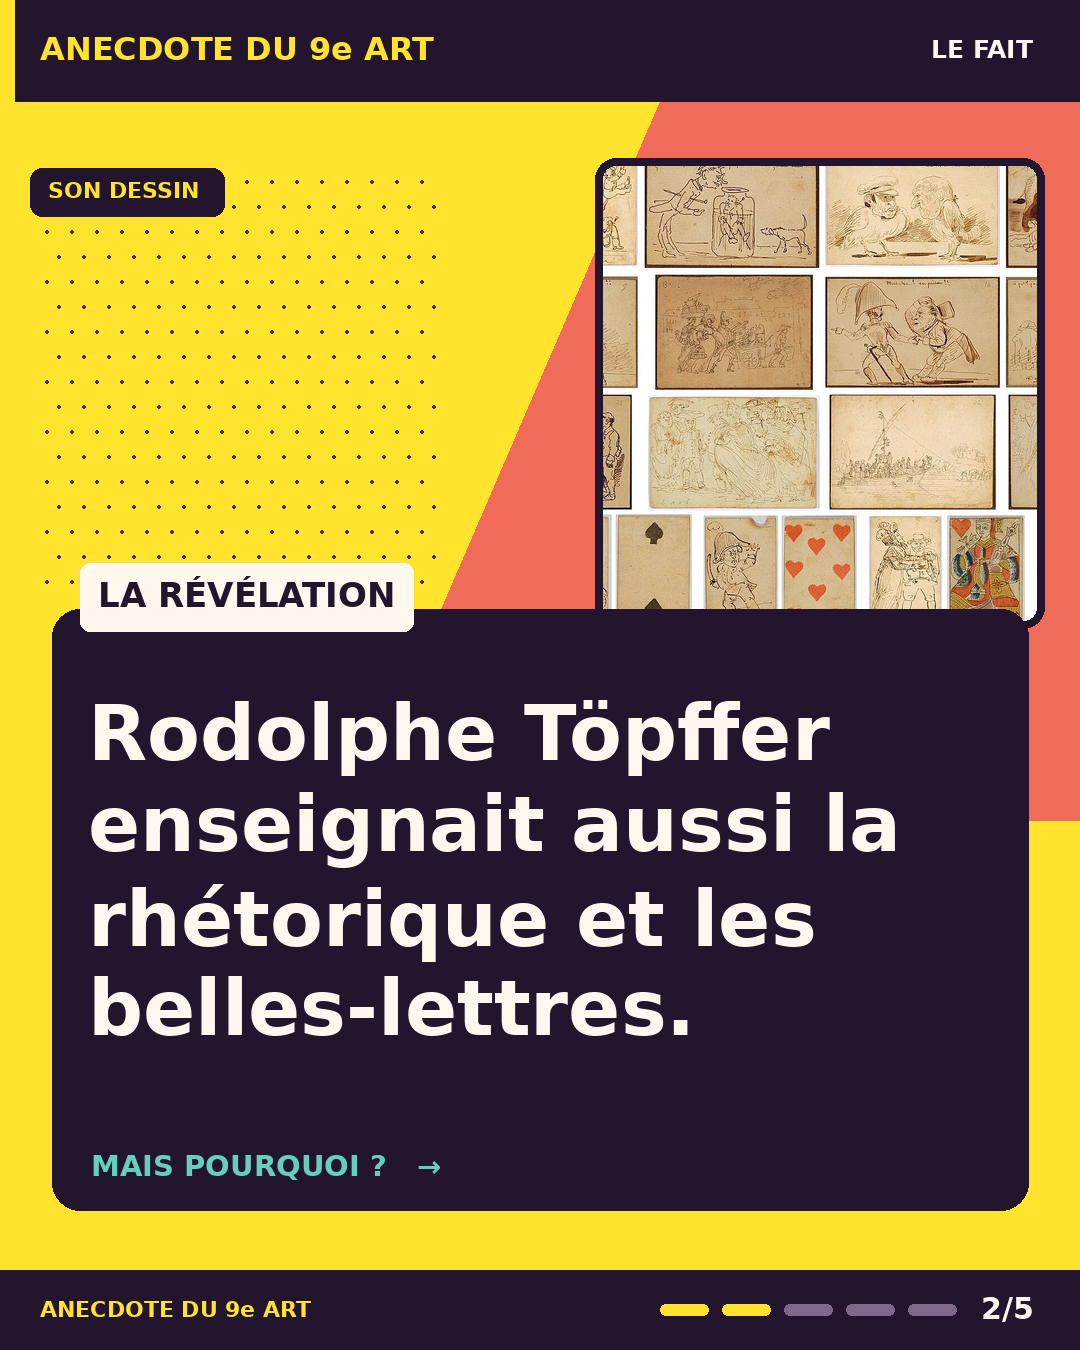 ANECDOTE DU 9e ART
LE FAIT
SON DESSIN
LA RÉVÉLATION
Rodolphe Töpffer
enseignait aussi la
rhétorique et les
belles-lettres.
MAIS POURQUOI ? →
ANECDOTE DU 9e ART
2/5